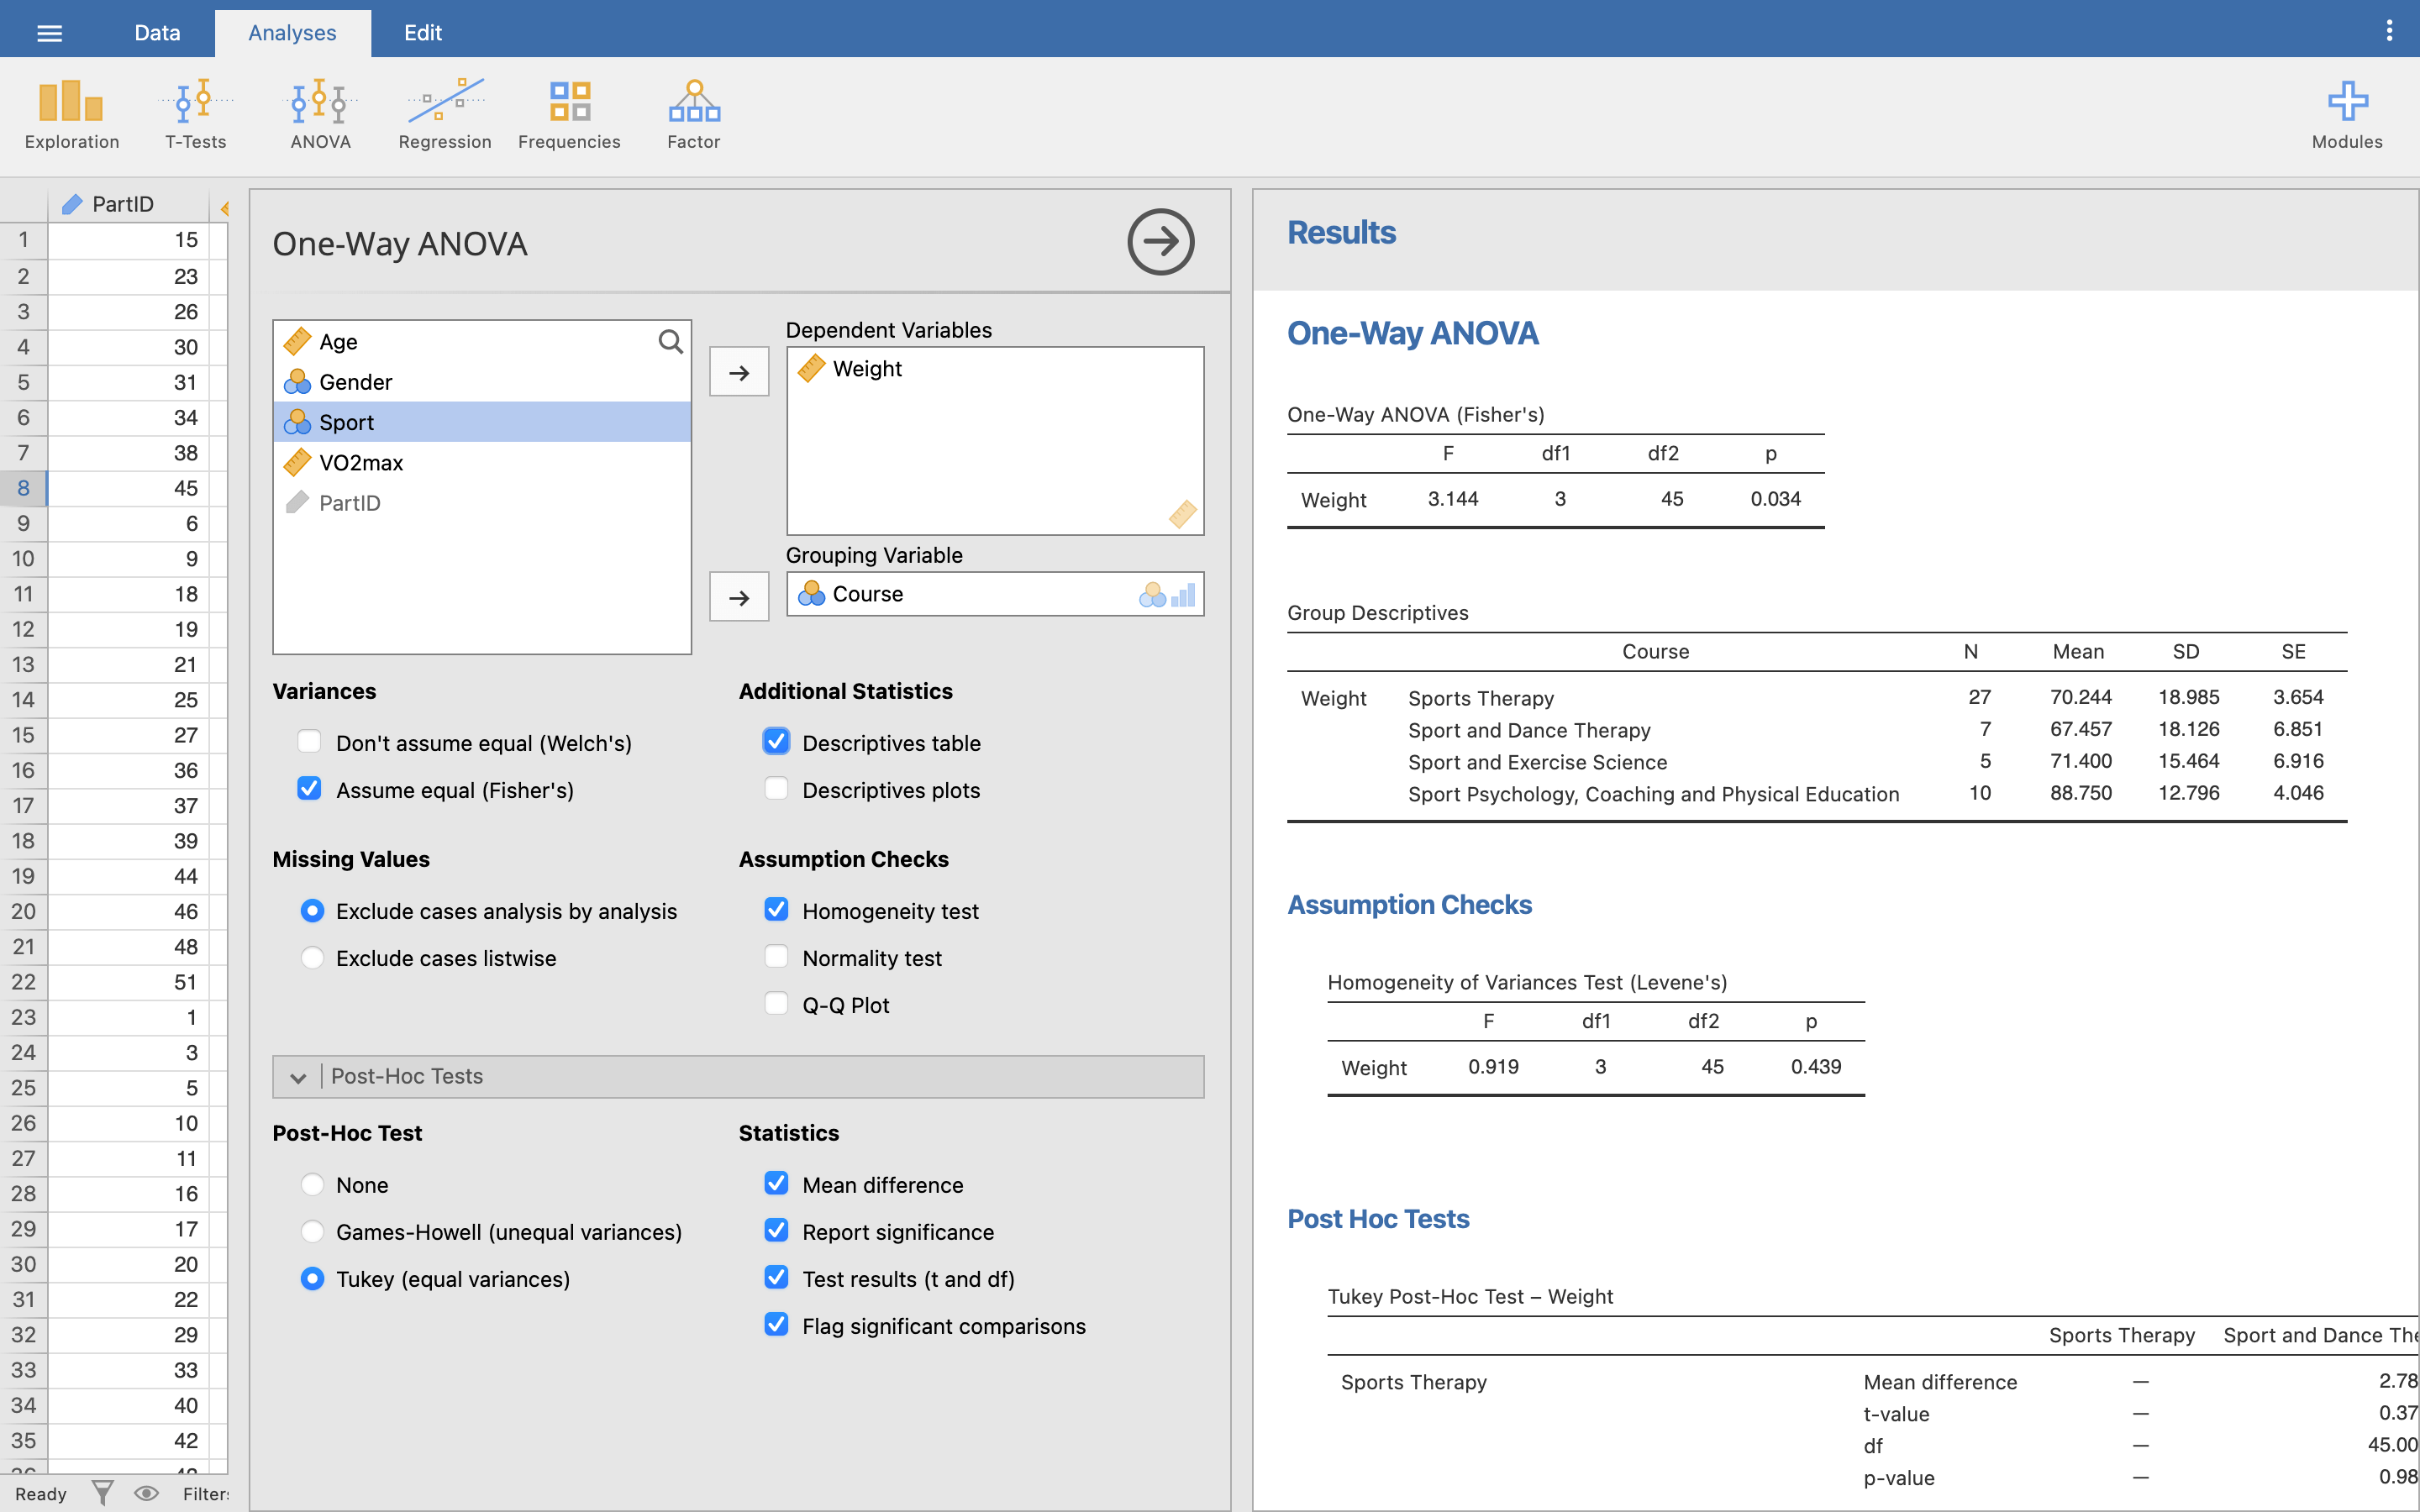 Data Analyses Edit
Exploration T-Tests ANOVA Regression Frequencies Factor Modules
PartID
1 15
2 23
3 26
4 30
5 31
6 34
7 38
8 45
9 6
10 9
11 18
12 19
13 21
14 25
15 27
16 36
17 37
18 39
19 44
20 46
21 48
22 51
23 1
24 3
25 5
26 10
27 11
28 16
29 17
30 20
31 22
32 29
33 33
34 40
35 42
Ready Filters
One-Way ANOVA
Age
Gender
Sport
VO2max
PartID
Dependent Variables
Weight
Grouping Variable
Course
Variances
Don't assume equal (Welch's)
Assume equal (Fisher's)
Additional Statistics
Descriptives table
Descriptives plots
Missing Values
Exclude cases analysis by analysis
Exclude cases listwise
Assumption Checks
Homogeneity test
Normality test
Q-Q Plot
Post-Hoc Tests
Post-Hoc Test
None
Games-Howell (unequal variances)
Tukey (equal variances)
Statistics
Mean difference
Report significance
Test results (t and df)
Flag significant comparisons
Results
One-Way ANOVA
One-Way ANOVA (Fisher's)
F df1 df2 p
Weight 3.144 3 45 0.034
Group Descriptives
Course N Mean SD SE
Weight Sports Therapy 27 70.244 18.985 3.654
Sport and Dance Therapy 7 67.457 18.126 6.851
Sport and Exercise Science 5 71.400 15.464 6.916
Sport Psychology, Coaching and Physical Education 10 88.750 12.796 4.046
Assumption Checks
Homogeneity of Variances Test (Levene's)
F df1 df2 p
Weight 0.919 3 45 0.439
Post Hoc Tests
Tukey Post-Hoc Test – Weight
Sports Therapy Sport and Dance The
Sports Therapy Mean difference — 2.78
t-value — 0.37
df — 45.00
p-value — 0.98